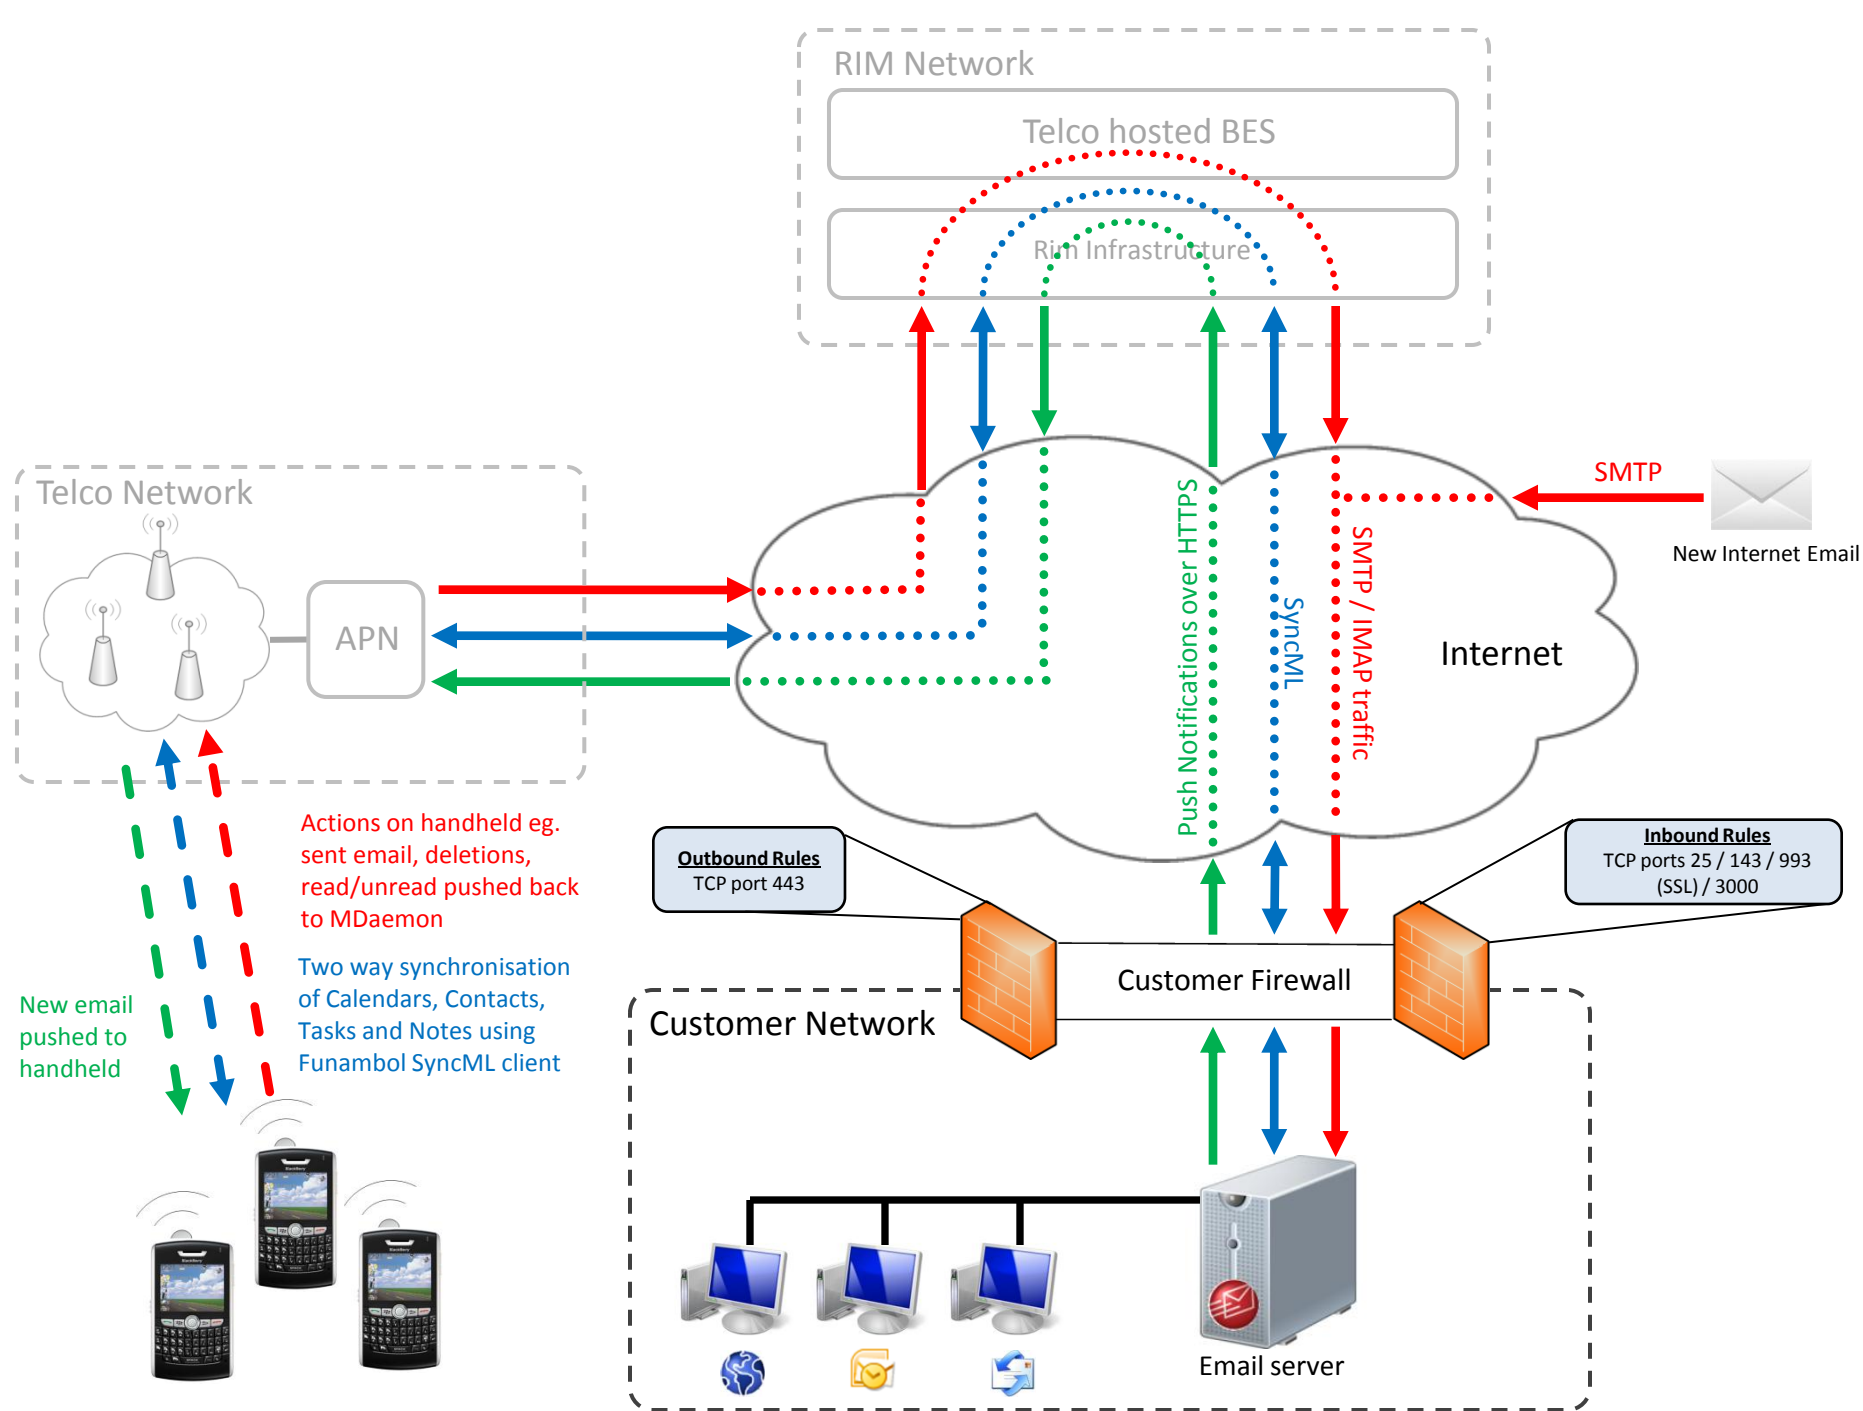 RIM Network
Telco hosted BES
Rim Infrastructure
Telco Network
APN
SMTP
New Internet Email
Push Notifications over HTTPS
SyncML
SMTP / IMAP traffic
Internet
Actions on handheld eg.
sent email, deletions,
read/unread pushed back
to MDaemon
Two way synchronisation
of Calendars, Contacts,
Tasks and Notes using
Funambol SyncML client
New email
pushed to
handheld
Outbound Rules
TCP port 443
Inbound Rules
TCP ports 25 / 143 / 993
(SSL) / 3000
Customer Firewall
Customer Network
Email server